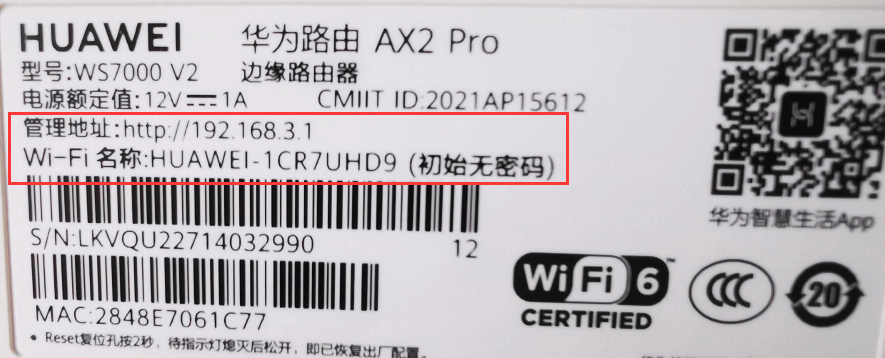 HUAWEI 华为路由 AX2 Pro
型号:WS7000 V2 边缘路由器
电源额定值:12V⎓1A CMIIT ID:2021AP15612
管理地址:http://192.168.3.1
Wi-Fi 名称:HUAWEI-1CR7UHD9 (初始无密码)
华为智慧生活App
S/N:LKVQU22714032990 12
WiFi 6™
CERTIFIED
CCC
20
MAC:2848E7061C77
• Reset复位孔按2秒，待指示灯熄灭后松开，即已恢复出厂配置。